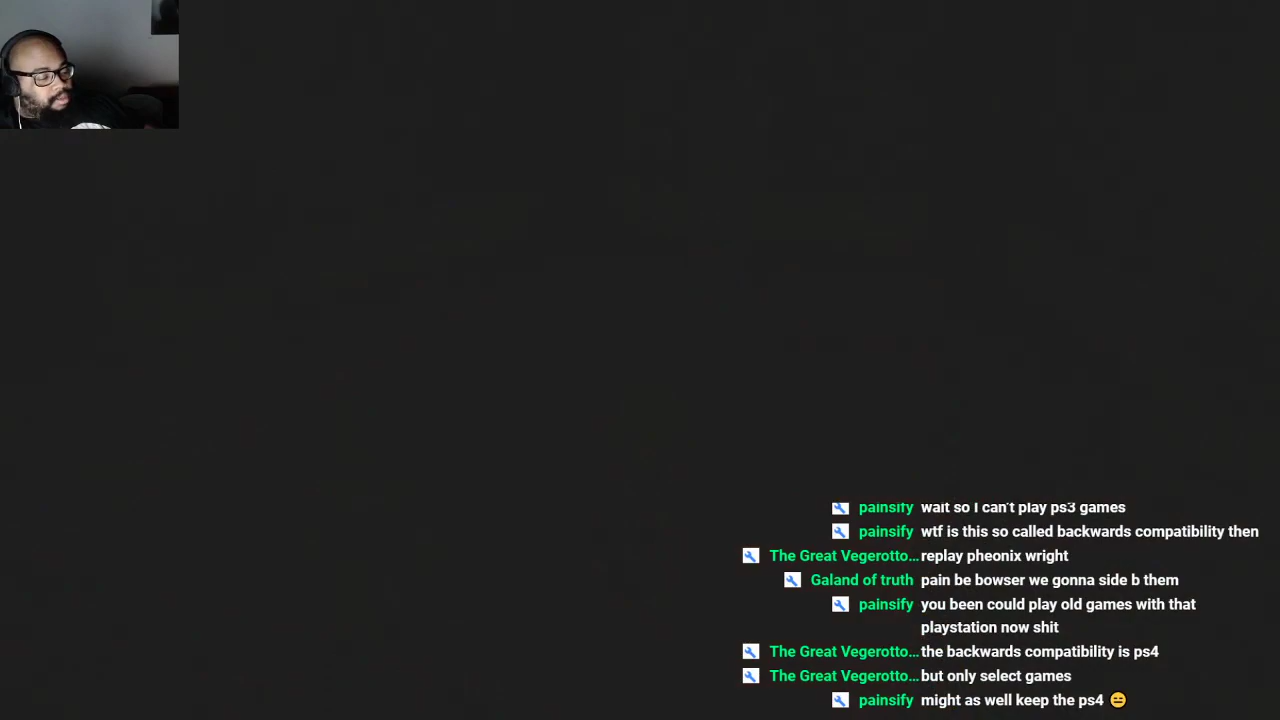 painsify wait so I can't play ps3 games
painsify wtf is this so called backwards compatibility then
The Great Vegerotto... replay pheonix wright
Galand of truth pain be bowser we gonna side b them
painsify you been could play old games with that
playstation now shit
The Great Vegerotto... the backwards compatibility is ps4
The Great Vegerotto... but only select games
painsify might as well keep the ps4 😑